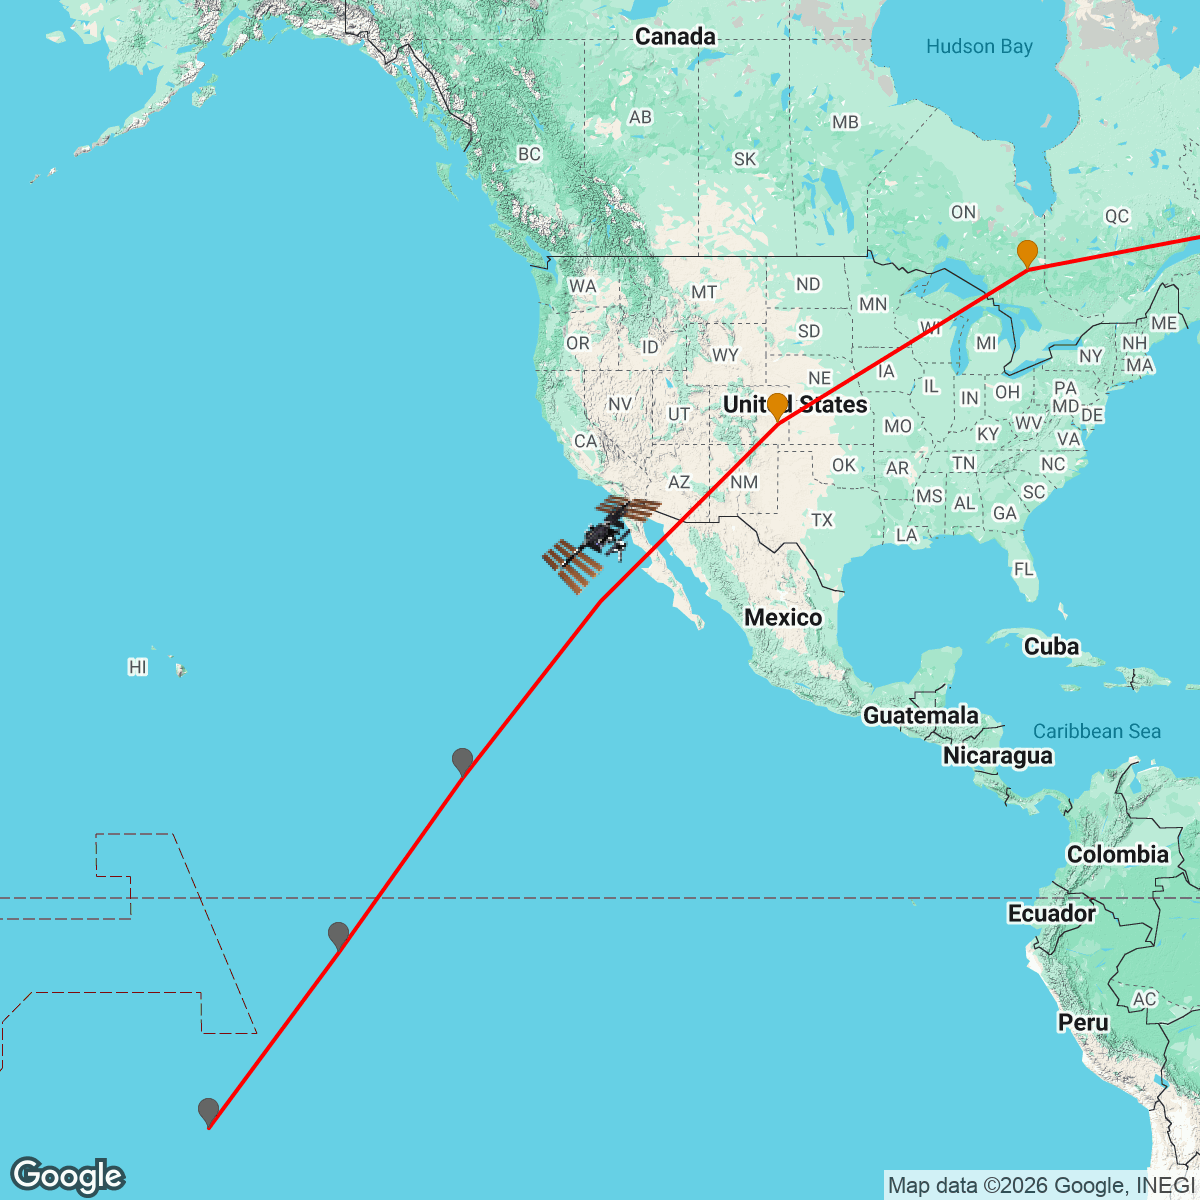 Canada
Hudson Bay
AB
MB
BC
SK
ON
QC
WA
MT
ND
MN
ME
OR
ID
SD
WI
MI
NH
NY
MA
WY
NE
IA
IL
IN
OH
PA
NV
UT
United States
MD
DE
CA
MO
KY
WV
VA
AZ
NM
OK
AR
TN
NC
MS
AL
SC
GA
TX
LA
FL
Mexico
Cuba
HI
Guatemala
Caribbean Sea
Nicaragua
Colombia
Ecuador
AC
Peru
Google
Map data ©2026 Google, INEGI